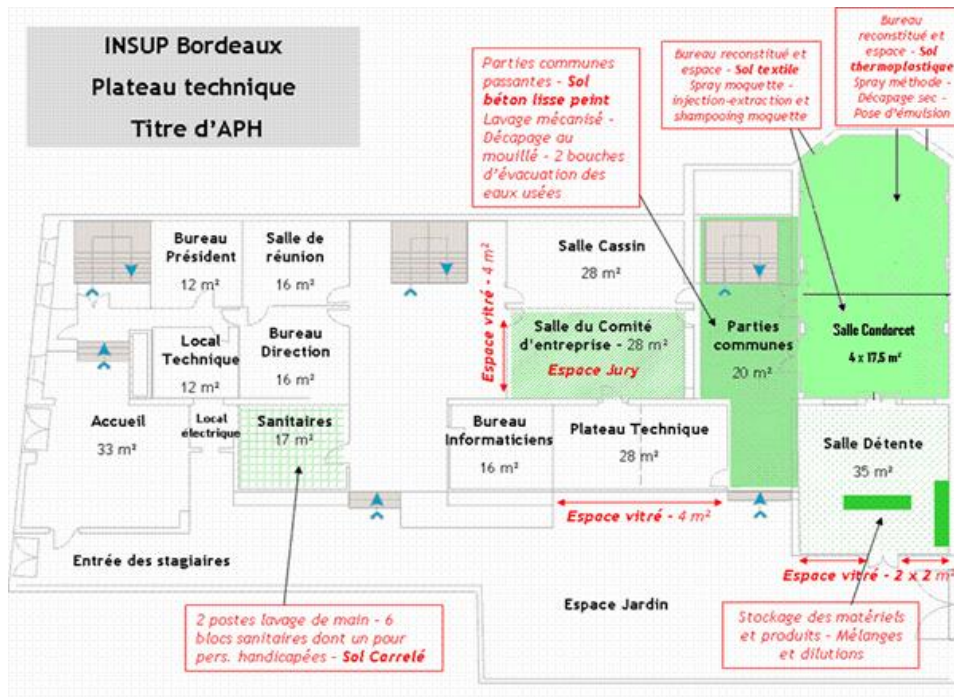 INSUP Bordeaux
Plateau technique
Titre d'APH
Parties communes
passantes - Sol
béton lisse peint
Lavage mécanisé -
Décapage au
mouillé - 2 bouches
d'évacuation des
eaux usées
Bureau reconstitué et
espace - Sol textile
Spray moquette -
injection-extraction et
shampooing moquette
Bureau
reconstitué et
espace - Sol
thermoplastique
Spray méthode -
Décapage sec -
Pose d'émulsion
Bureau
Président
12 m²
Salle de
réunion
16 m²
Salle Cassin
28 m²
Espace vitré - 4 m²
Local
Technique
12 m²
Bureau
Direction
16 m²
Salle du Comité
d'entreprise - 28 m²
Espace Jury
Parties
communes
20 m²
Salle Condorcet
4 x 17,5 m²
Accueil
33 m²
Local
électrique
Sanitaires
17 m²
Bureau
Informaticiens
16 m²
Plateau Technique
28 m²
Salle Détente
35 m²
Espace vitré - 4 m²
Entrée des stagiaires
Espace vitré - 2 x 2 m²
Espace Jardin
2 postes lavage de main - 6
blocs sanitaires dont un pour
pers. handicapées - Sol Carrelé
Stockage des matériels
et produits - Mélanges
et dilutions